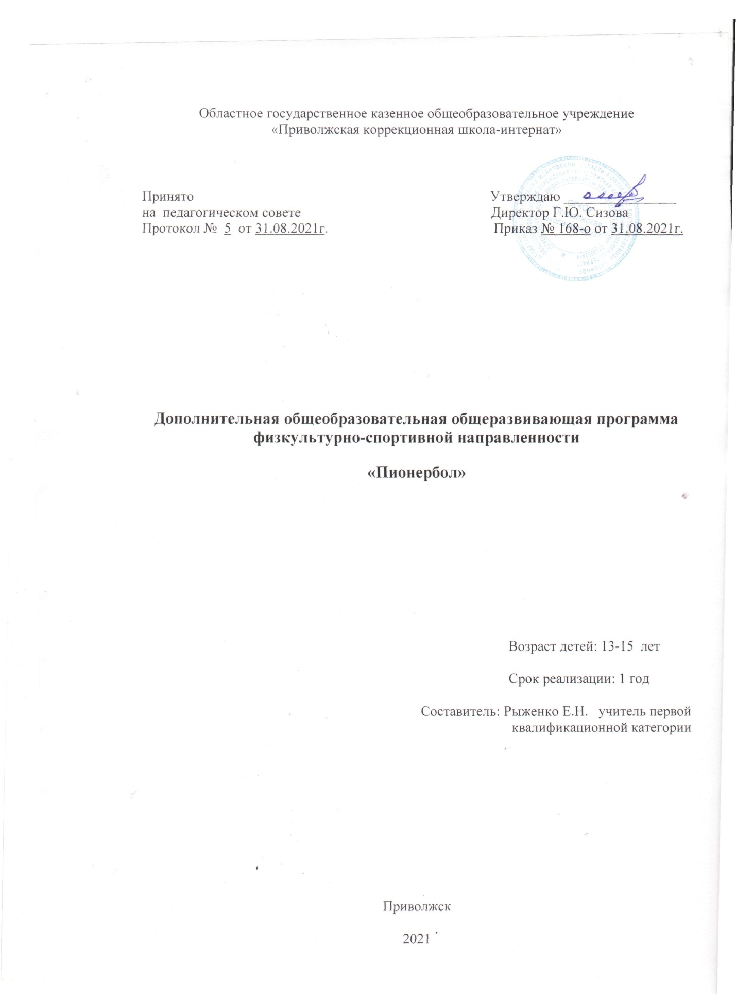 Областное государственное казенное общеобразовательное учреждение
«Приволжская коррекционная школа-интернат»
Принято
на педагогическом совете
Протокол № 5 от 31.08.2021г.
Утверждаю
Директор Г.Ю. Сизова
Приказ № 168-о от 31.08.2021г.
Дополнительная общеобразовательная общеразвивающая программа
физкультурно-спортивной направленности
«Пионербол»
Возраст детей: 13-15 лет
Срок реализации: 1 год
Составитель: Рыженко Е.Н. учитель первой
квалификационной категории
Приволжск
2021